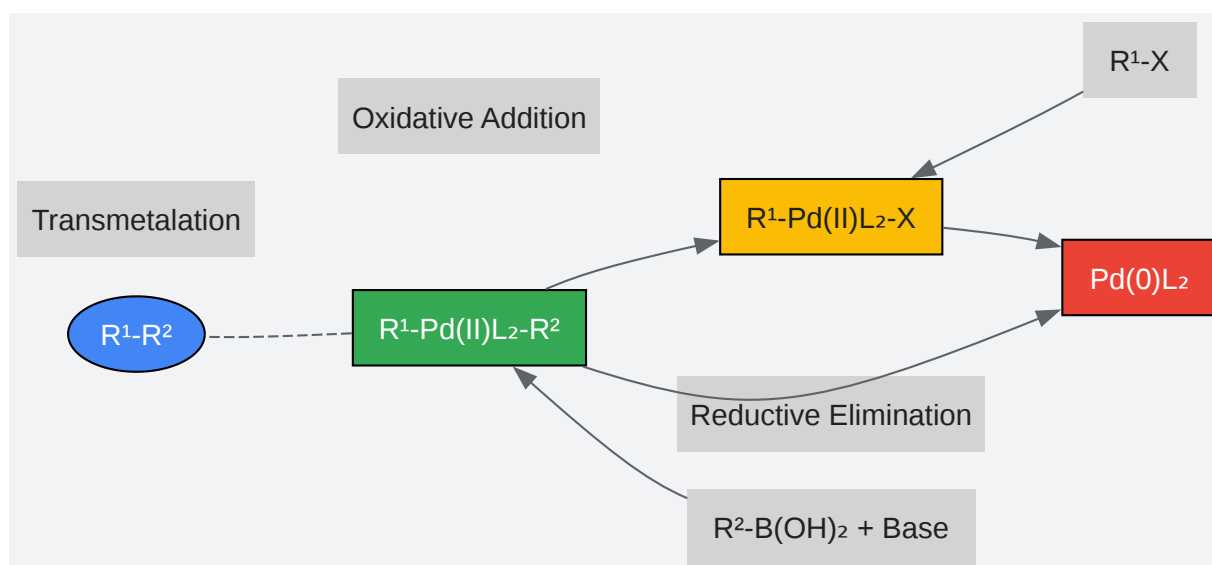 R¹-X
Oxidative Addition
Transmetalation
R¹-Pd(II)L₂-X
Pd(0)L₂
R¹-R²
R¹-Pd(II)L₂-R²
Reductive Elimination
R²-B(OH)₂ + Base